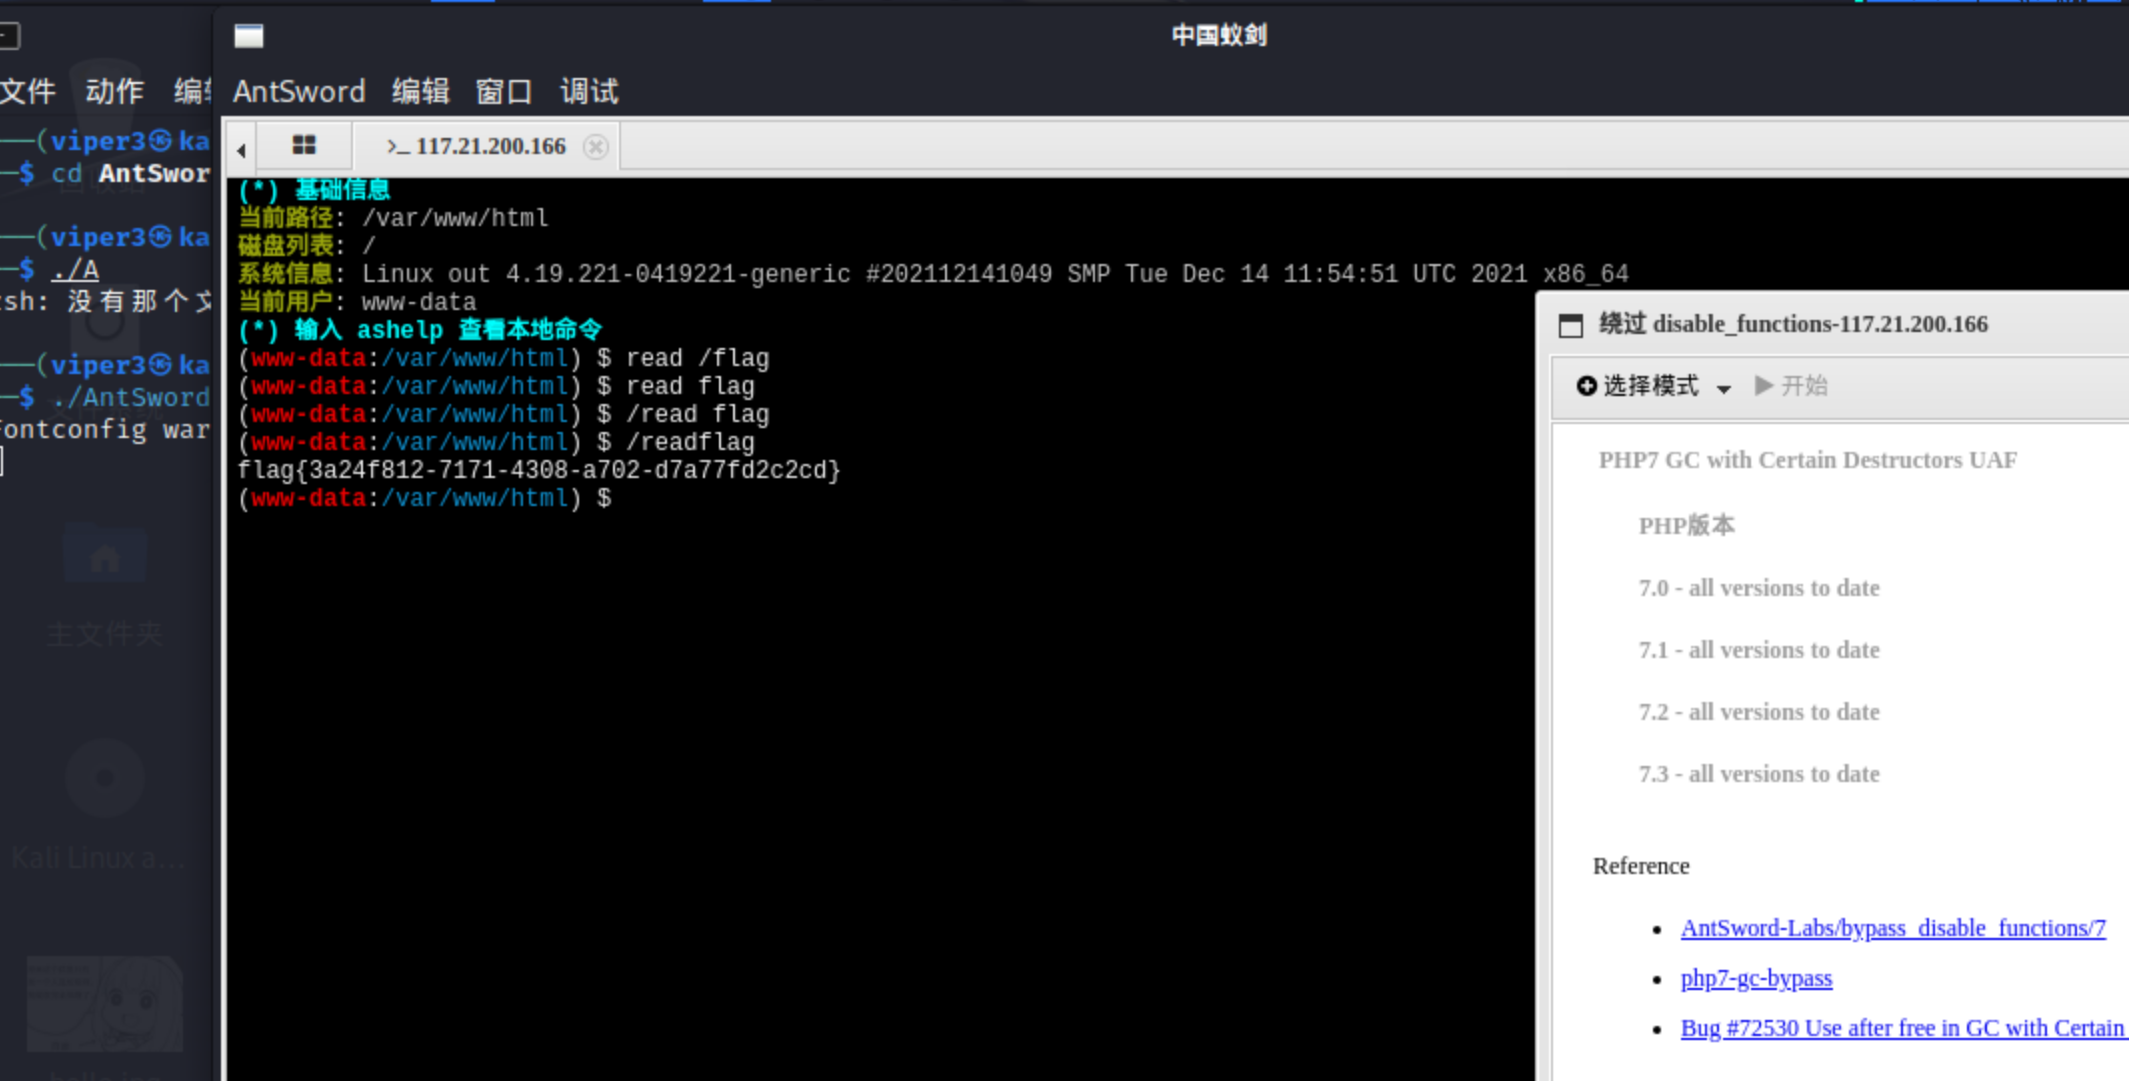 中国蚁剑
文件 动作
AntSword 编辑 窗口 调试
>_ 117.21.200.166
(viper3㉿ka
$ cd AntSwor
(viper3㉿ka
$ ./A
sh: 没有那个
(viper3㉿ka
$ ./AntSword
ontconfig war
主文件夹
Kali Linux a...
(*) 基础信息
当前路径: /var/www/html
磁盘列表: /
系统信息: Linux out 4.19.221-0419221-generic #202112141049 SMP Tue Dec 14 11:54:51 UTC 2021 x86_64
当前用户: www-data
(*) 输入 ashelp 查看本地命令
(www-data:/var/www/html) $ read /flag
(www-data:/var/www/html) $ read flag
(www-data:/var/www/html) $ /read flag
(www-data:/var/www/html) $ /readflag
flag{3a24f812-7171-4308-a702-d7a77fd2c2cd}
(www-data:/var/www/html) $
绕过 disable_functions-117.21.200.166
选择模式 开始
PHP7 GC with Certain Destructors UAF
PHP版本
7.0 - all versions to date
7.1 - all versions to date
7.2 - all versions to date
7.3 - all versions to date
Reference
AntSword-Labs/bypass_disable_functions/7
php7-gc-bypass
Bug #72530 Use after free in GC with Certain